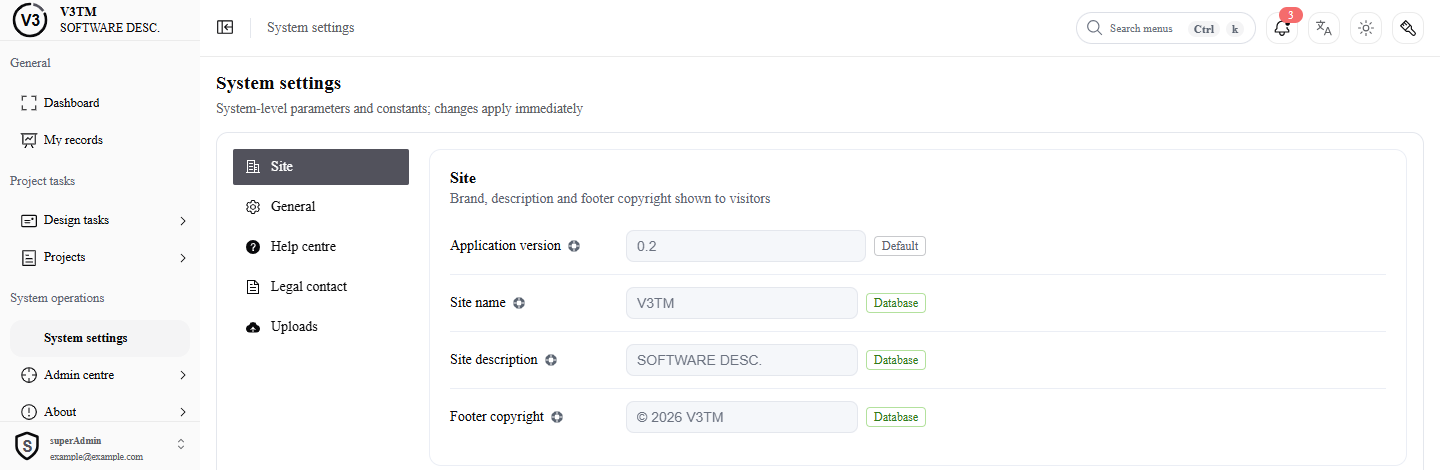 V3
V3TM
SOFTWARE DESC.
General
Dashboard
My records
Project tasks
Design tasks
Projects
System operations
System settings
Admin centre
About
S
superAdmin
example@example.com
System settings
Search menus Ctrl k
3
System settings
System-level parameters and constants; changes apply immediately
Site
General
Help centre
Legal contact
Uploads
Site
Brand, description and footer copyright shown to visitors
Application version 0.2 Default
Site name V3TM Database
Site description SOFTWARE DESC. Database
Footer copyright © 2026 V3TM Database